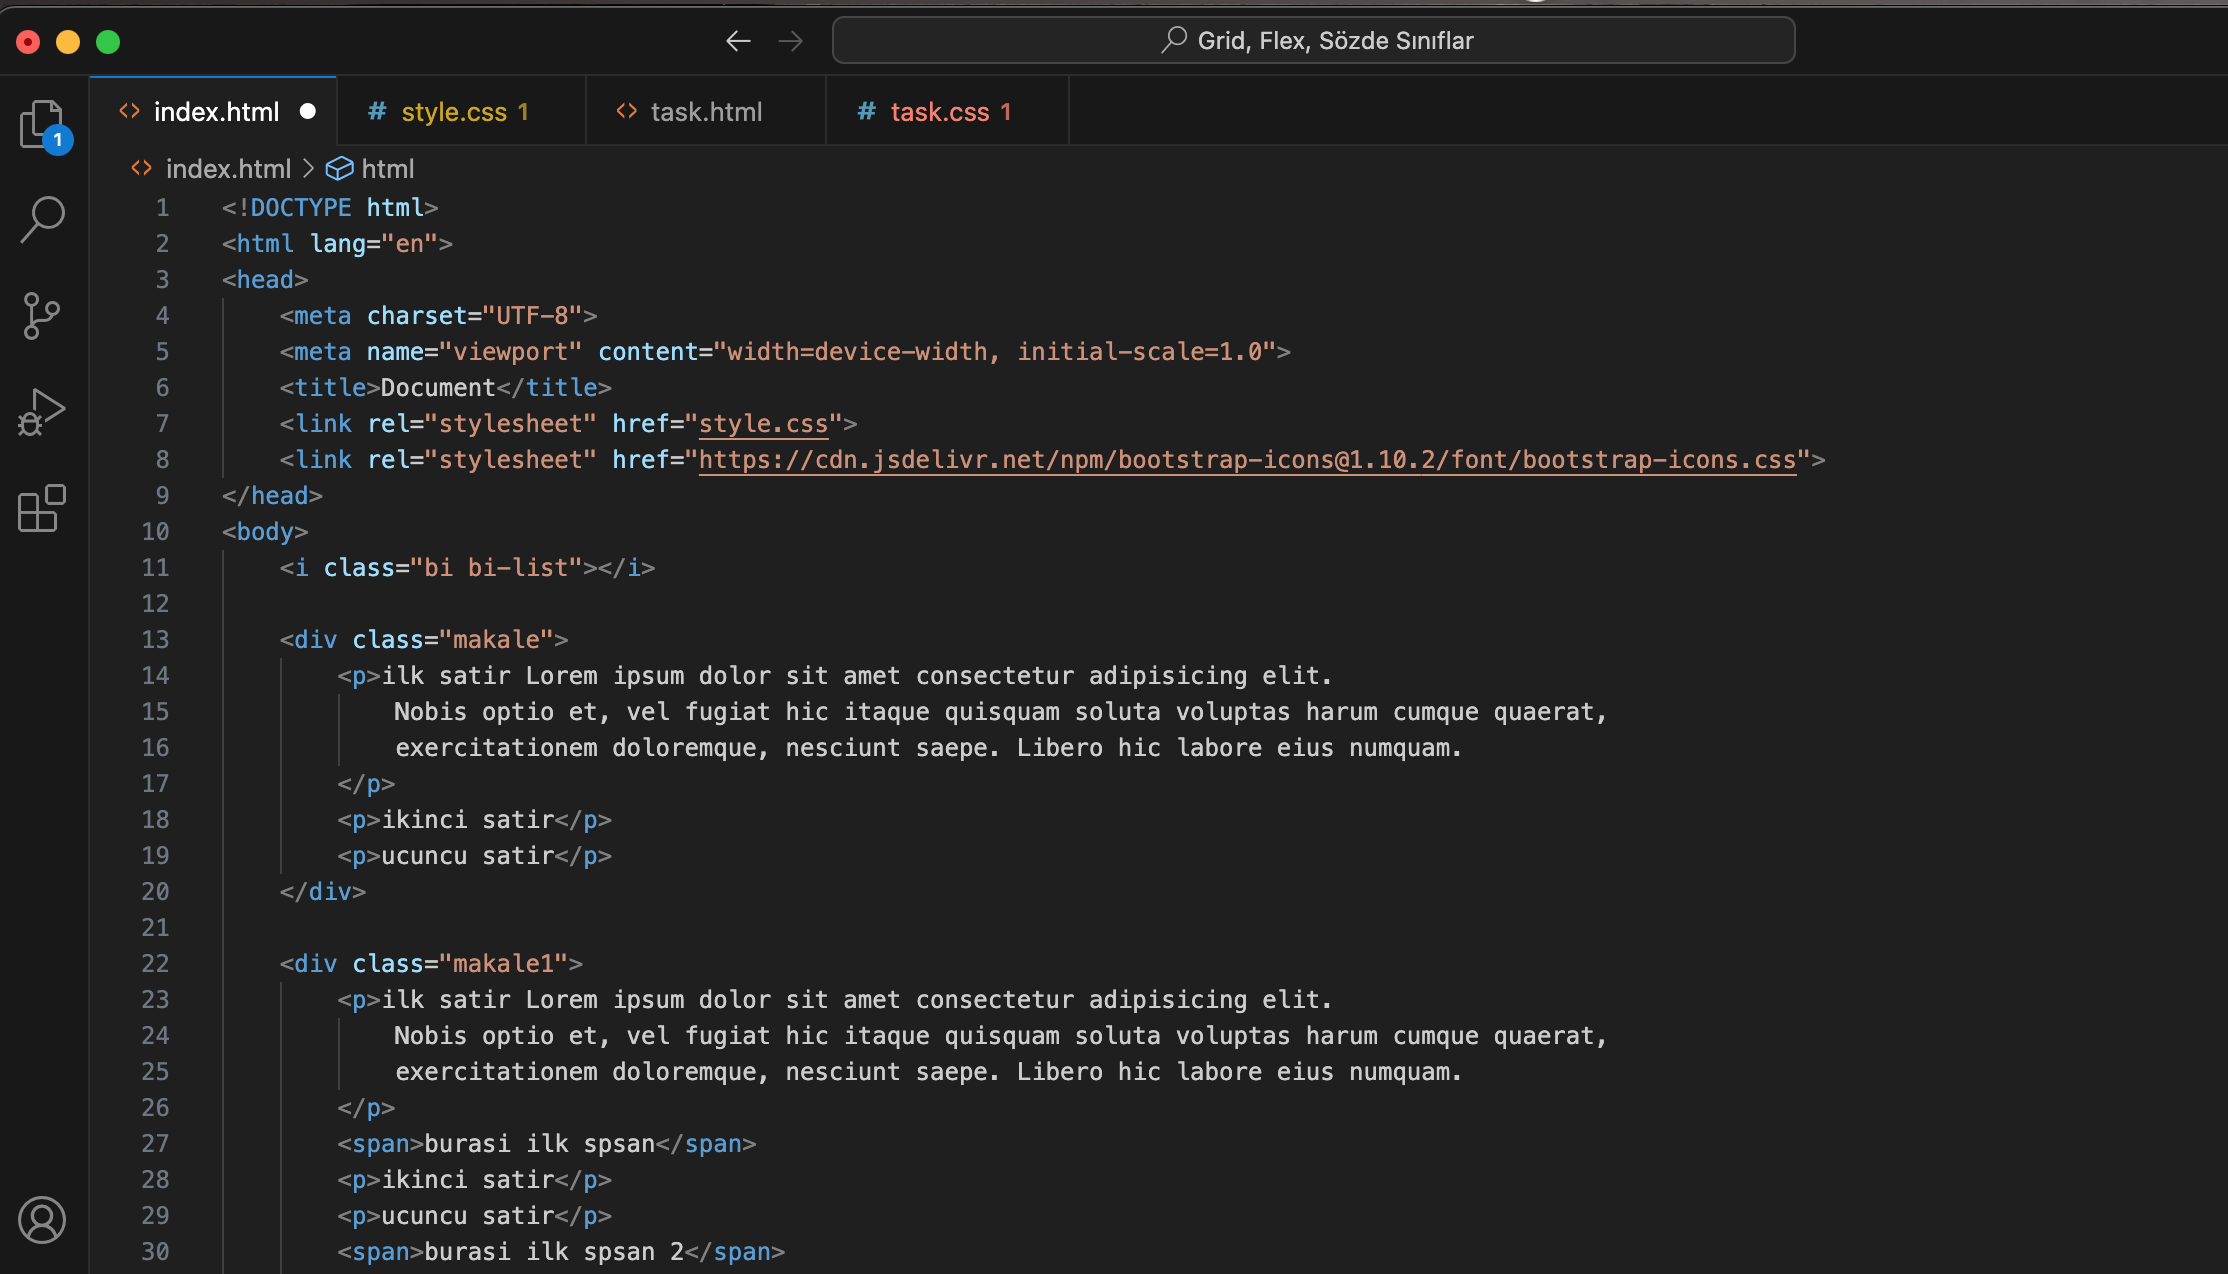 Grid, Flex, Sözde Sınıflar
index.html
style.css 1
task.html
task.css 1
1
index.html > html
1 <!DOCTYPE html>
2 <html lang="en">
3 <head>
4 <meta charset="UTF-8">
5 <meta name="viewport" content="width=device-width, initial-scale=1.0">
6 <title>Document</title>
7 <link rel="stylesheet" href="style.css">
8 <link rel="stylesheet" href="https://cdn.jsdelivr.net/npm/bootstrap-icons@1.10.2/font/bootstrap-icons.css">
9 </head>
10 <body>
11 <i class="bi bi-list"></i>
12
13 <div class="makale">
14 <p>ilk satir Lorem ipsum dolor sit amet consectetur adipisicing elit.
15 Nobis optio et, vel fugiat hic itaque quisquam soluta voluptas harum cumque quaerat,
16 exercitationem doloremque, nesciunt saepe. Libero hic labore eius numquam.
17 </p>
18 <p>ikinci satir</p>
19 <p>ucuncu satir</p>
20 </div>
21
22 <div class="makale1">
23 <p>ilk satir Lorem ipsum dolor sit amet consectetur adipisicing elit.
24 Nobis optio et, vel fugiat hic itaque quisquam soluta voluptas harum cumque quaerat,
25 exercitationem doloremque, nesciunt saepe. Libero hic labore eius numquam.
26 </p>
27 <span>burasi ilk spsan</span>
28 <p>ikinci satir</p>
29 <p>ucuncu satir</p>
30 <span>burasi ilk spsan 2</span>